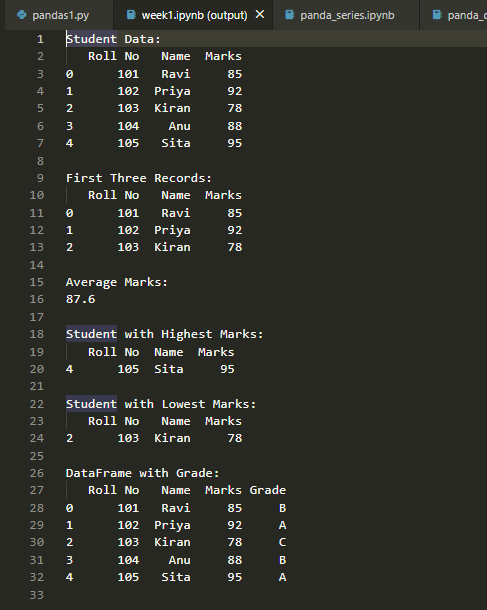 pandas1.py week1.ipynb (output) panda_series.ipynb
1 Student Data:
2 Roll No Name Marks
3 0 101 Ravi 85
4 1 102 Priya 92
5 2 103 Kiran 78
6 3 104 Anu 88
7 4 105 Sita 95
8
9 First Three Records:
10 Roll No Name Marks
11 0 101 Ravi 85
12 1 102 Priya 92
13 2 103 Kiran 78
14
15 Average Marks:
16 87.6
17
18 Student with Highest Marks:
19 Roll No Name Marks
20 4 105 Sita 95
21
22 Student with Lowest Marks:
23 Roll No Name Marks
24 2 103 Kiran 78
25
26 DataFrame with Grade:
27 Roll No Name Marks Grade
28 0 101 Ravi 85 B
29 1 102 Priya 92 A
30 2 103 Kiran 78 C
31 3 104 Anu 88 B
32 4 105 Sita 95 A
33